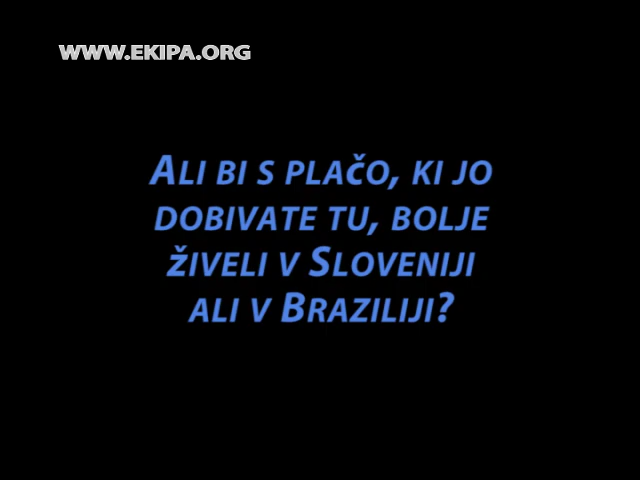 WWW.EKIPA.ORG
ALI BI S PLAČO, KI JO
DOBIVATE TU, BOLJE
ŽIVELI V SLOVENIJI
ALI V BRAZILIJI?